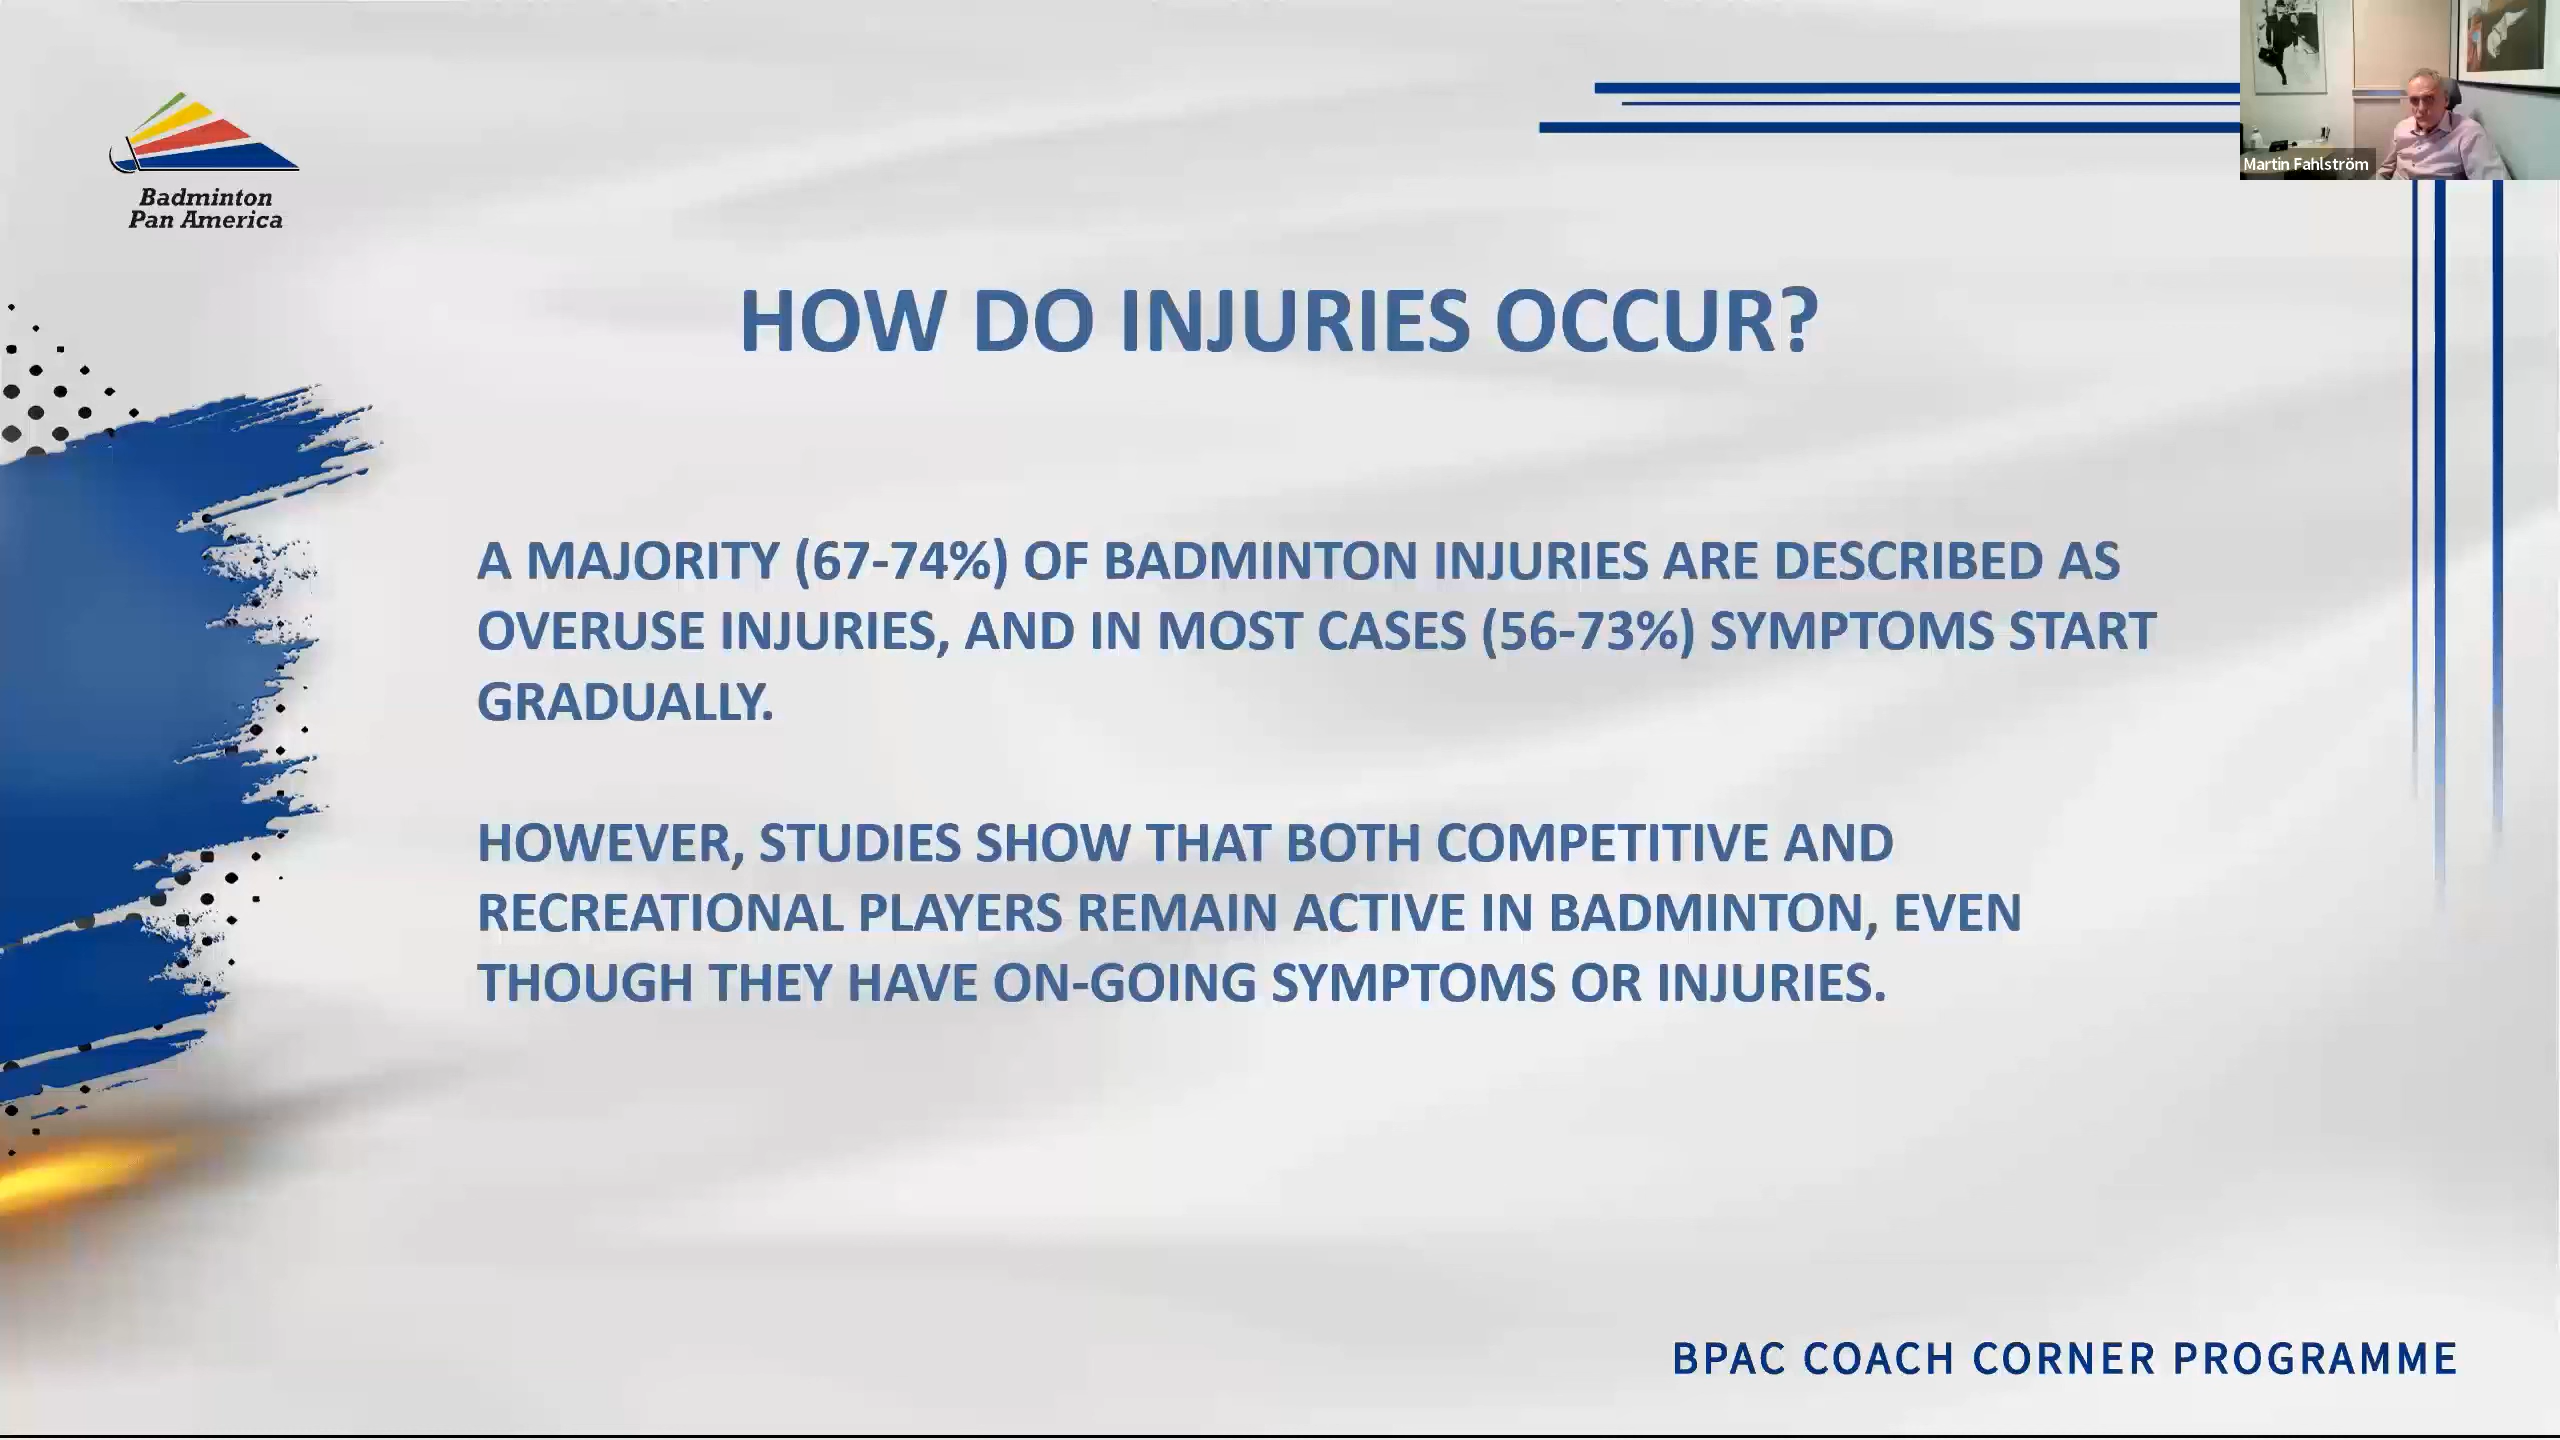 Badminton
Pan America
Martin Fahlström
HOW DO INJURIES OCCUR?
A MAJORITY (67-74%) OF BADMINTON INJURIES ARE DESCRIBED AS
OVERUSE INJURIES, AND IN MOST CASES (56-73%) SYMPTOMS START
GRADUALLY.
HOWEVER, STUDIES SHOW THAT BOTH COMPETITIVE AND
RECREATIONAL PLAYERS REMAIN ACTIVE IN BADMINTON, EVEN
THOUGH THEY HAVE ON-GOING SYMPTOMS OR INJURIES.
BPAC COACH CORNER PROGRAMME